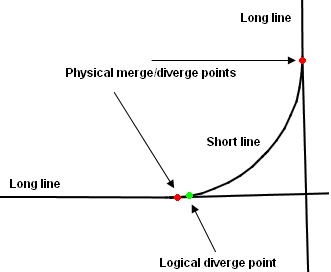 Long line
Physical merge/diverge points
Short line
Long line
Logical diverge point